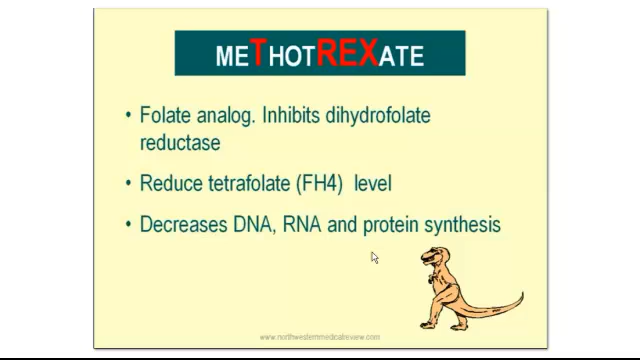 MeTHOTREXATE
• Folate analog. Inhibits dihydrofolate
reductase
• Reduce tetrafolate (FH4) level
• Decreases DNA, RNA and protein synthesis
www.northwesternmedicalreview.com